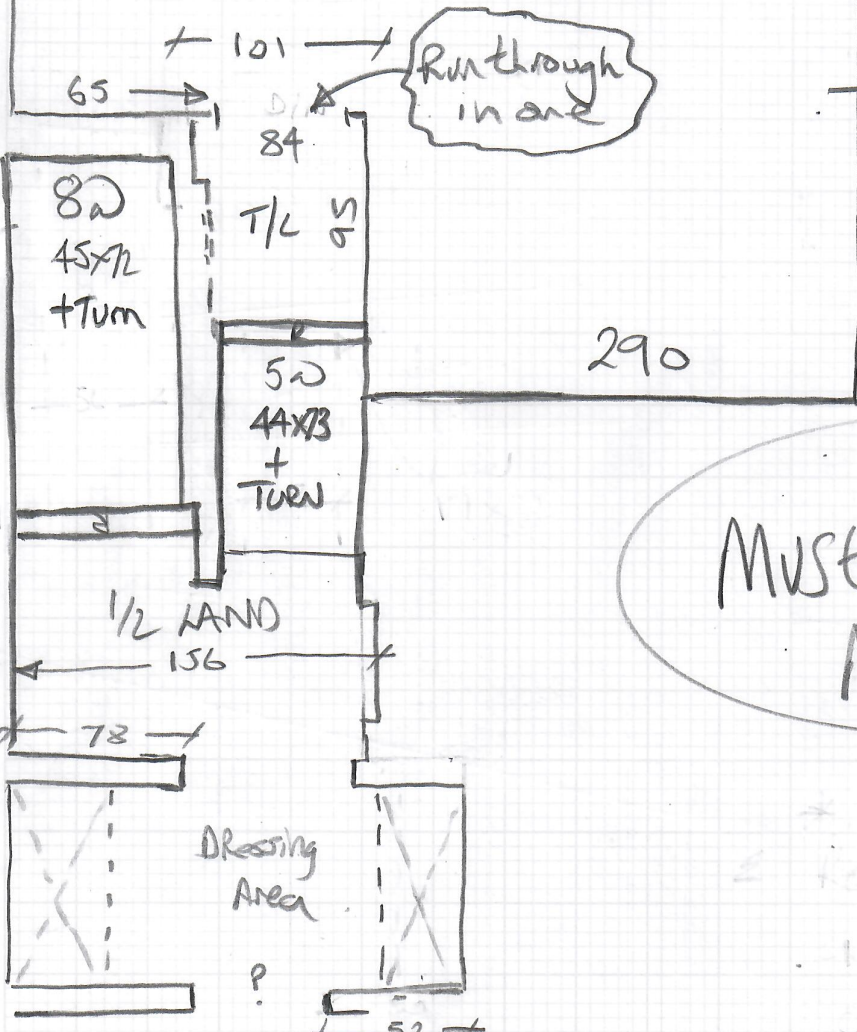 101
Run through
in one
65
84
T/L
95
8
45x72
+Turn
290
5
44x73
+
TURN
MUST
1/2 LAND
156
78
Dressing
Area
?
52